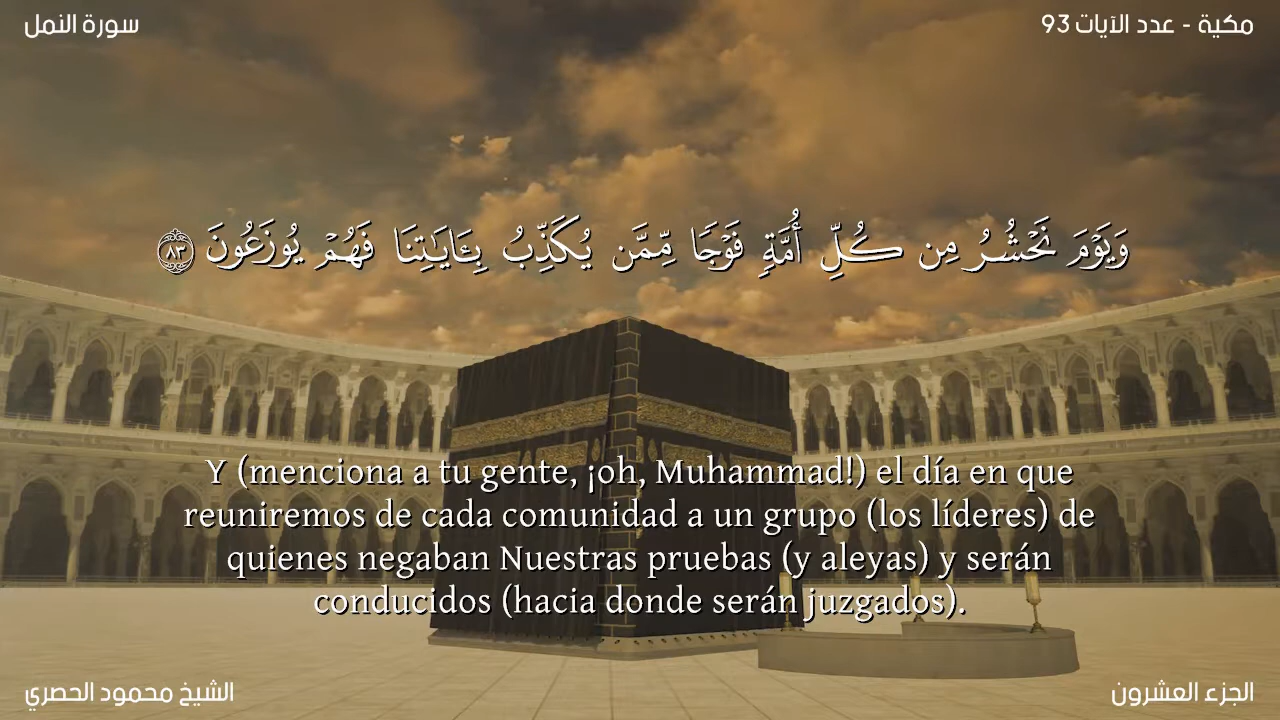 سورة النمل
مكية - عدد الآيات 93
وَيَوۡمَ نَحۡشُرُ مِن كُلِّ أُمَّةٖ فَوۡجٗا مِّمَّن يُكَذِّبُ بِـَٔايَٰتِنَا فَهُمۡ يُوزَعُونَ ٨٣
Y (menciona a tu gente, ¡oh, Muhammad!) el día en que
reuniremos de cada comunidad a un grupo (los líderes) de
quienes negaban Nuestras pruebas (y aleyas) y serán
conducidos (hacia donde serán juzgados).
الشيخ محمود الحصري
الجزء العشرون